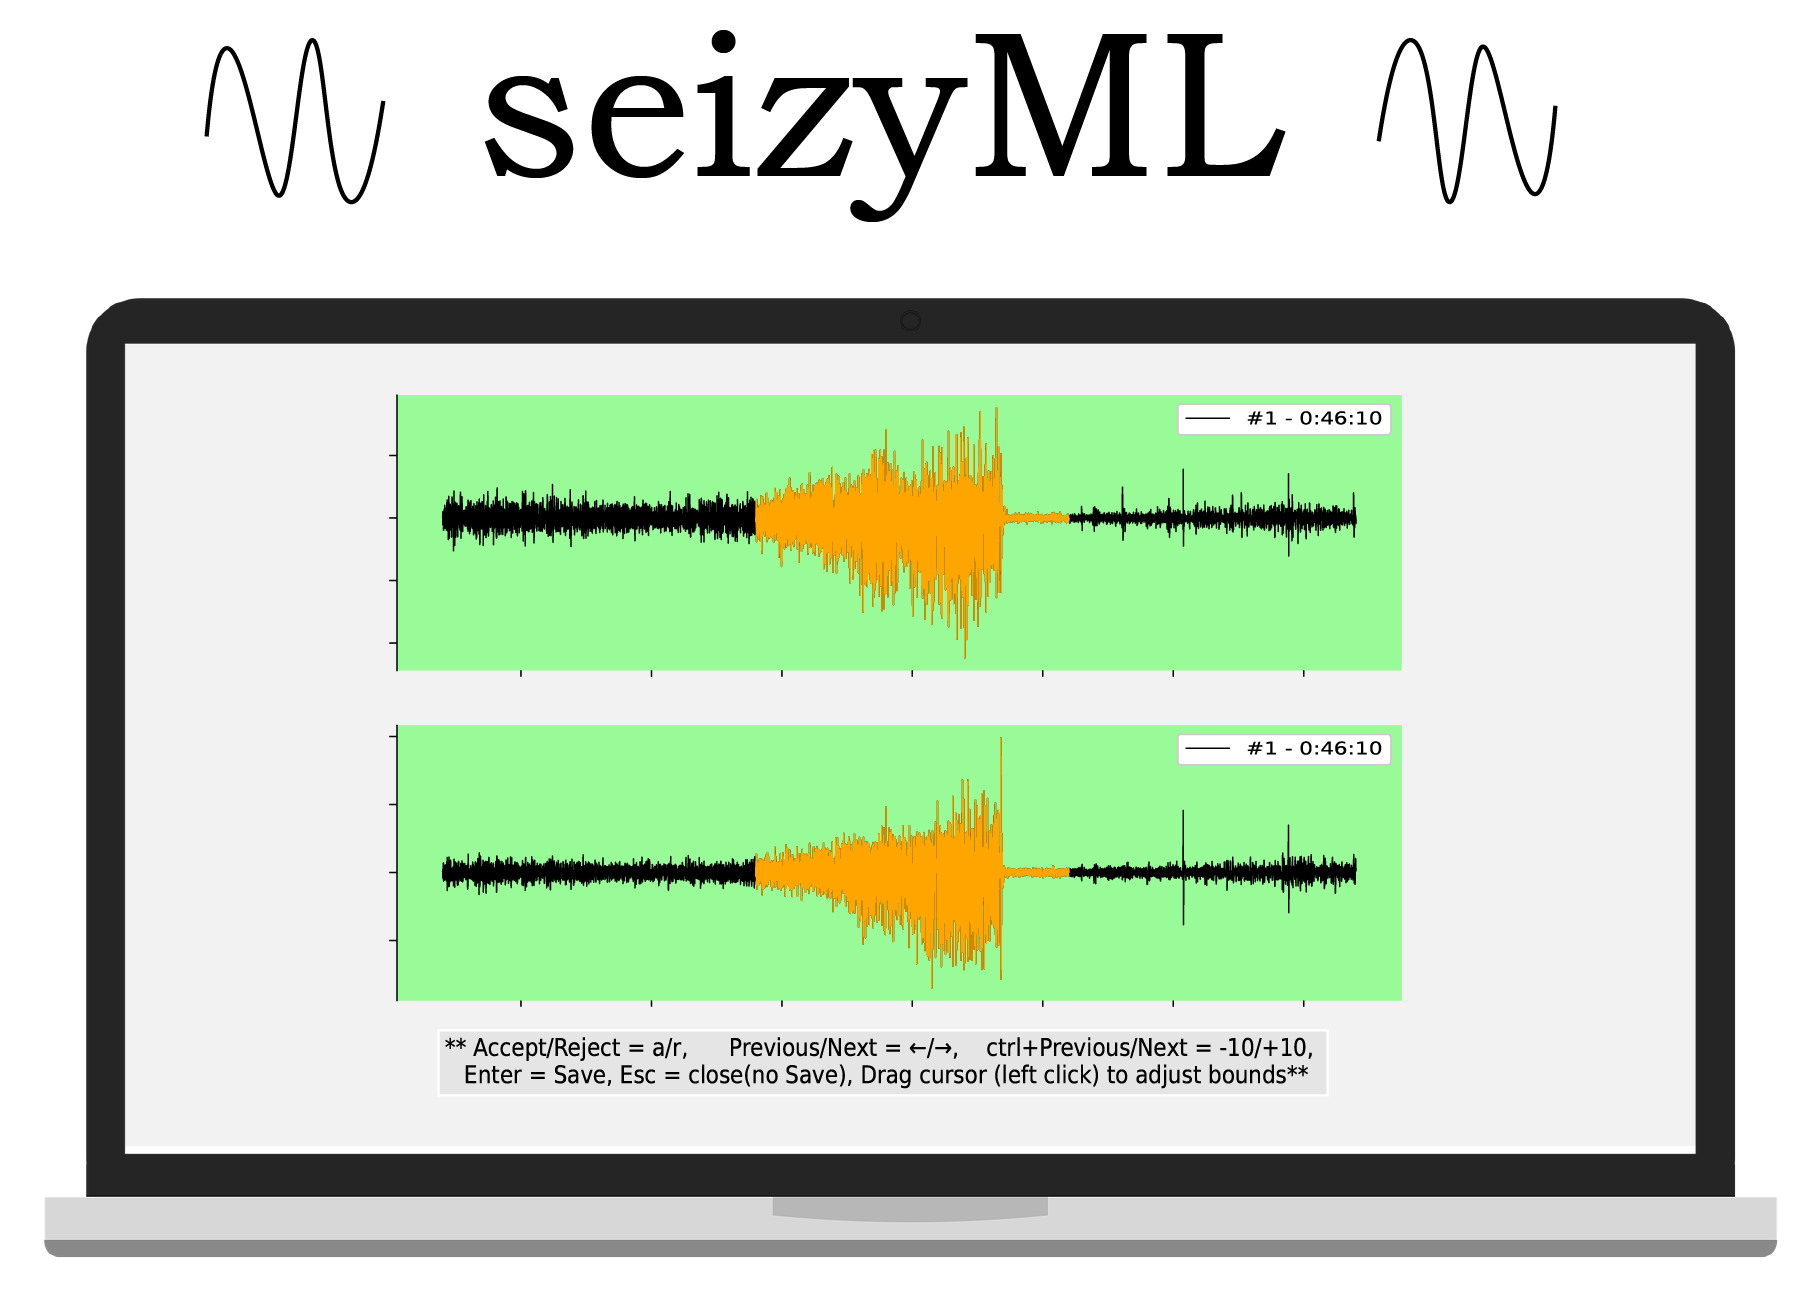 seizyML
#1 - 0:46:10
#1 - 0:46:10
** Accept/Reject = a/r, Previous/Next = ←/→, ctrl+Previous/Next = -10/+10,
Enter = Save, Esc = close(no Save), Drag cursor (left click) to adjust bounds**